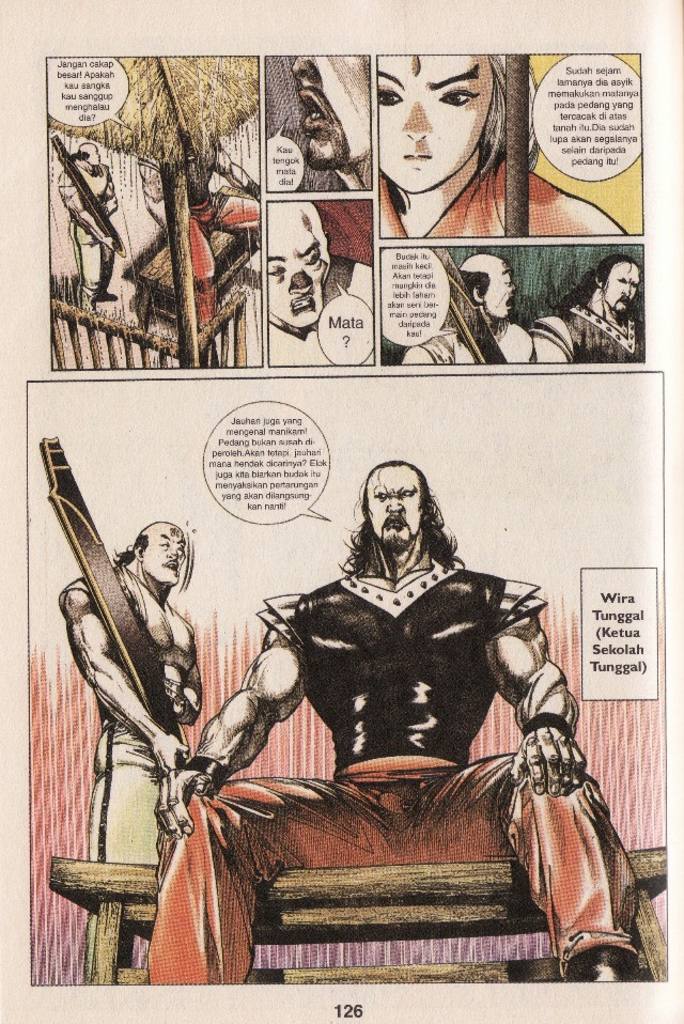 Jangan cakap
besar! Apakah
kau sangka
kau sanggup
menghalau
dia?
Kau
tengok
mata
dia!
Mata
?
Sudah sejam
lamanya dia asyik
memakukan matanya
pada pedang yang
tercacak di atas
tanah itu.Dia sudah
lupa akan segalanya
selain daripada
pedang itu!
Budak itu
masih kecil.
Akan tetapi
mungkin dia
lebih faham
akan seni ber-
main pedang
daripada
kau!
Jauhari juga yang
mengenal manikam!
Pedang bukan susah di-
peroleh.Akan tetapi, jauhari
mana hendak dicarinya? Elok
juga kita biarkan budak itu
menyaksikan pertarungan
yang akan dilangsung-
kan nanti!
Wira
Tunggal
(Ketua
Sekolah
Tunggal)
126